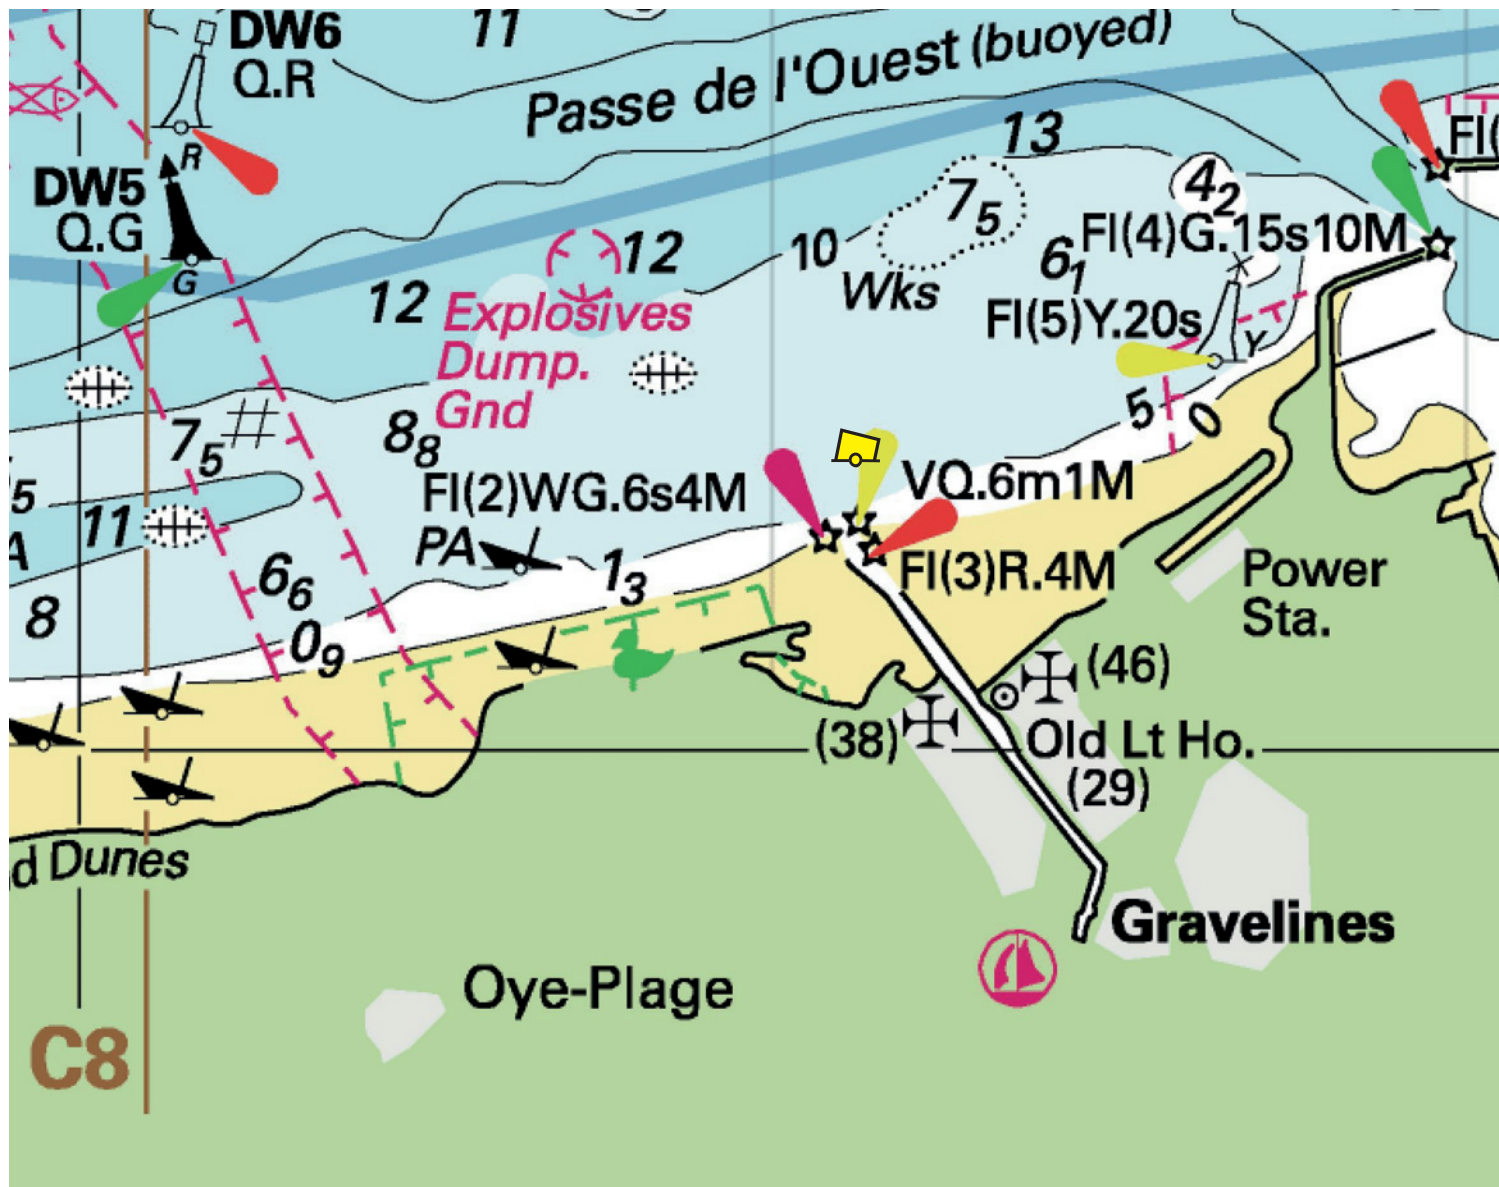 DW6
Q.R
11
Passe de l'Ouest (buoyed)
R
DW5
Q.G
G
13
7₅
4₂
Fl(
Fl(4)G.15s10M
12
10
6₁
Wks
12
Explosives
Dump.
Gnd
Fl(5)Y.20s
Y
5
0
7₅
8₈
5
11
A
Fl(2)WG.6s4M
VQ.6m1M
PA
Fl(3)R.4M
Power
Sta.
6₆
1₃
8
0₉
(46)
(38)
Old Lt Ho.
(29)
d Dunes
Gravelines
Oye-Plage
C8